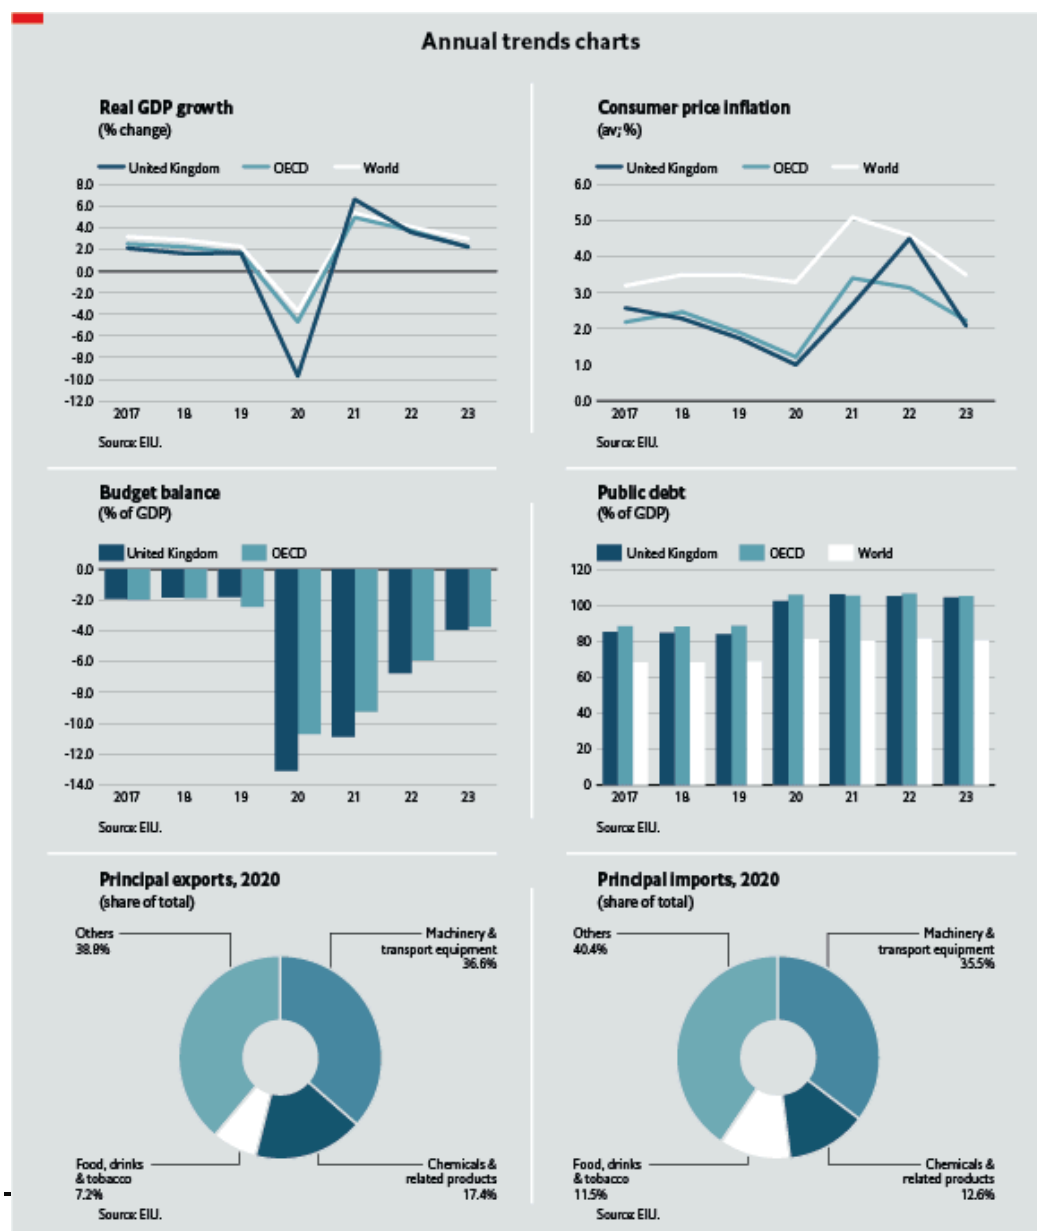 Annual trends charts
Real GDP growth
(% change)
United Kingdom OECD World
8.0
6.0
4.0
2.0
0.0
-2.0
-4.0
-6.0
-8.0
-10.0
-12.0
2017 18 19 20 21 22 23
Source: EIU.
Consumer price inflation
(av; %)
United Kingdom OECD World
6.0
5.0
4.0
3.0
2.0
1.0
0.0
2017 18 19 20 21 22 23
Source: EIU.
Budget balance
(% of GDP)
United Kingdom OECD
0.0
-2.0
-4.0
-6.0
-8.0
-10.0
-12.0
-14.0
2017 18 19 20 21 22 23
Source: EIU.
Public debt
(% of GDP)
United Kingdom OECD World
120
100
80
60
40
20
0
2017 18 19 20 21 22 23
Source: EIU.
Principal exports, 2020
(share of total)
Others
38.8%
Machinery &
transport equipment
36.6%
Food, drinks
& tobacco
7.2%
Chemicals &
related products
17.4%
Source: EIU.
Principal imports, 2020
(share of total)
Others
40.4%
Machinery &
transport equipment
35.5%
Food, drinks
& tobacco
11.5%
Chemicals &
related products
12.6%
Source: EIU.